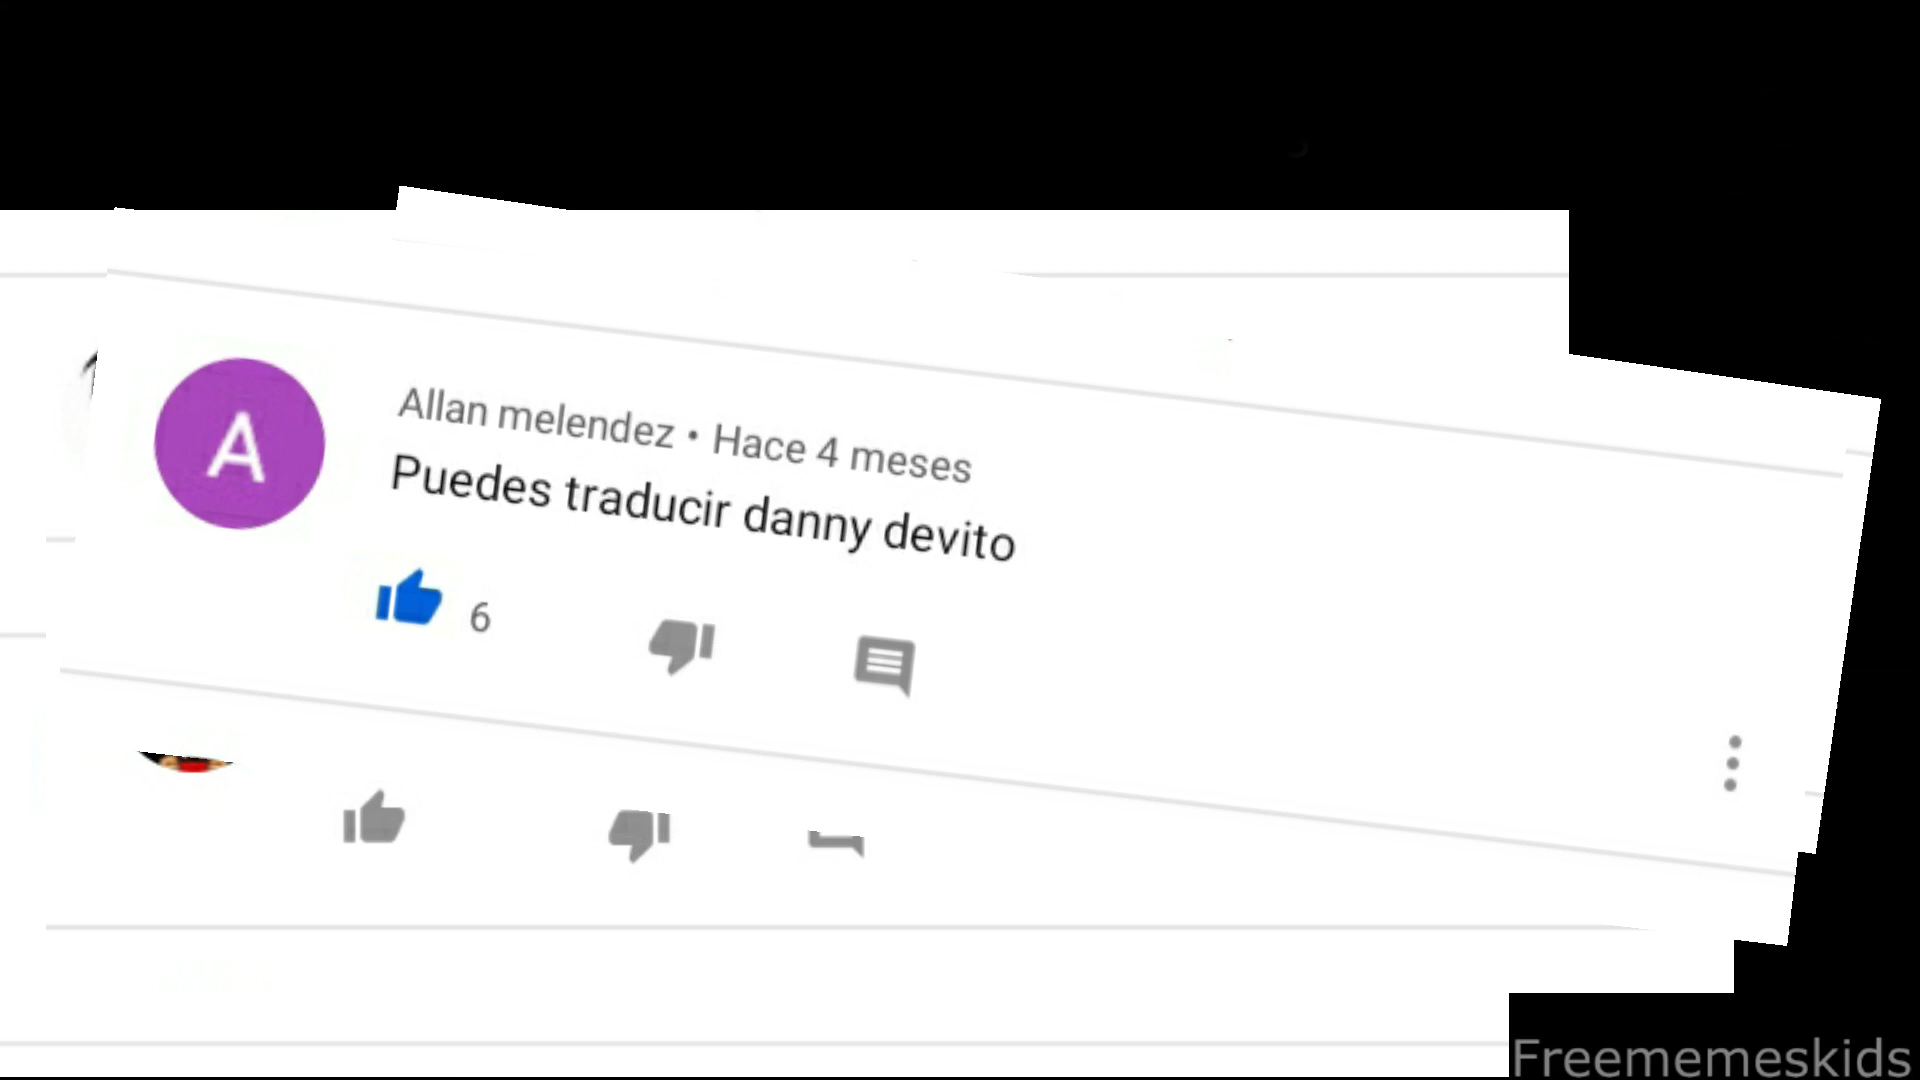 A
Allan melendez • Hace 4 meses
Puedes traducir danny devito
6
Freememeskids